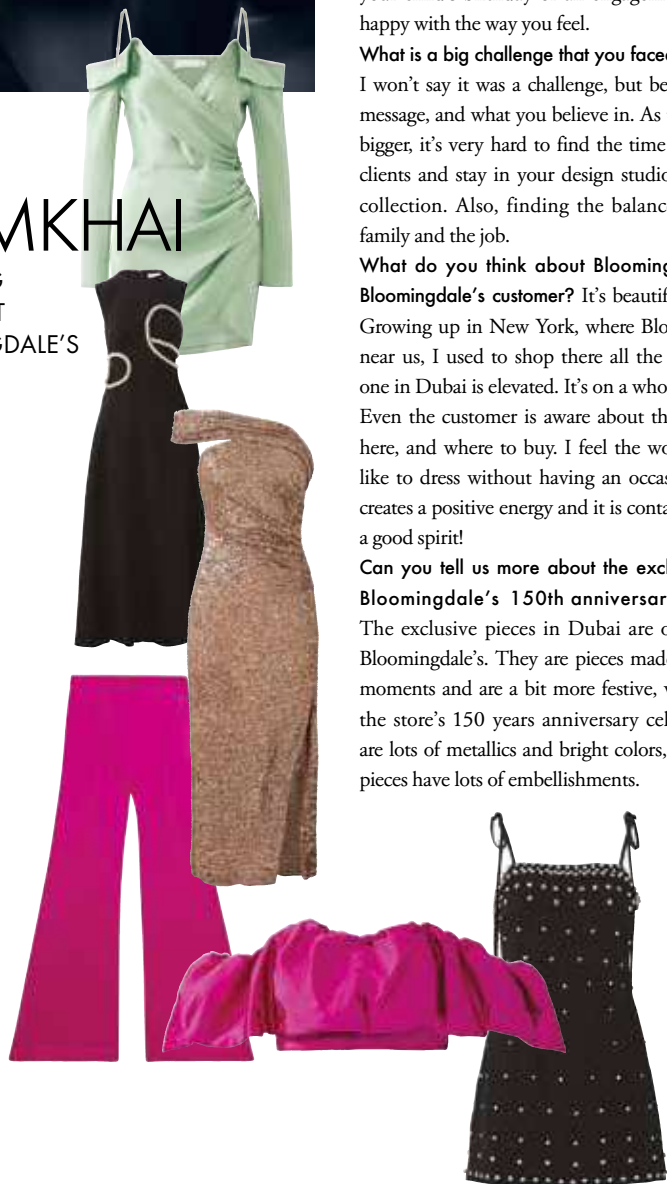 MKHAI
G
T
GDALE'S
happy with the way you feel.
What is a big challenge that you faced
I won't say it was a challenge, but be
message, and what you believe in. As
bigger, it's very hard to find the time
clients and stay in your design studio
collection. Also, finding the balanc
family and the job.
What do you think about Blooming
Bloomingdale's customer? It's beautif
Growing up in New York, where Blo
near us, I used to shop there all the
one in Dubai is elevated. It's on a who
Even the customer is aware about th
here, and where to buy. I feel the wo
like to dress without having an occas
creates a positive energy and it is conta
a good spirit!
Can you tell us more about the excl
Bloomingdale's 150th anniversar
The exclusive pieces in Dubai are o
Bloomingdale's. They are pieces made
moments and are a bit more festive, v
the store's 150 years anniversary cel
are lots of metallics and bright colors,
pieces have lots of embellishments.